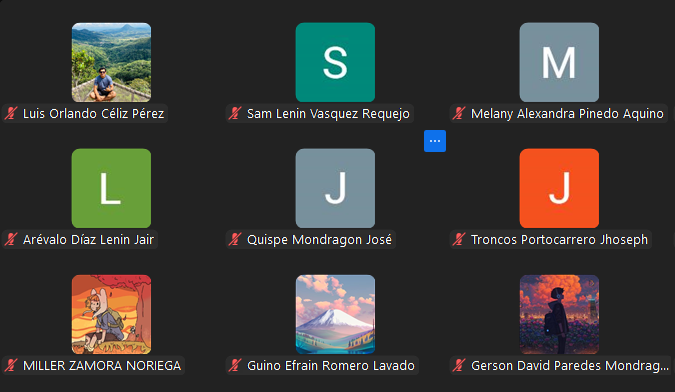 S
M
Luis Orlando Céliz Pérez
Sam Lenin Vasquez Requejo
Melany Alexandra Pinedo Aquino
...
L
J
J
Arévalo Díaz Lenin Jair
Quispe Mondragon José
Troncos Portocarrero Jhoseph
MILLER ZAMORA NORIEGA
Guino Efrain Romero Lavado
Gerson David Paredes Mondrag...